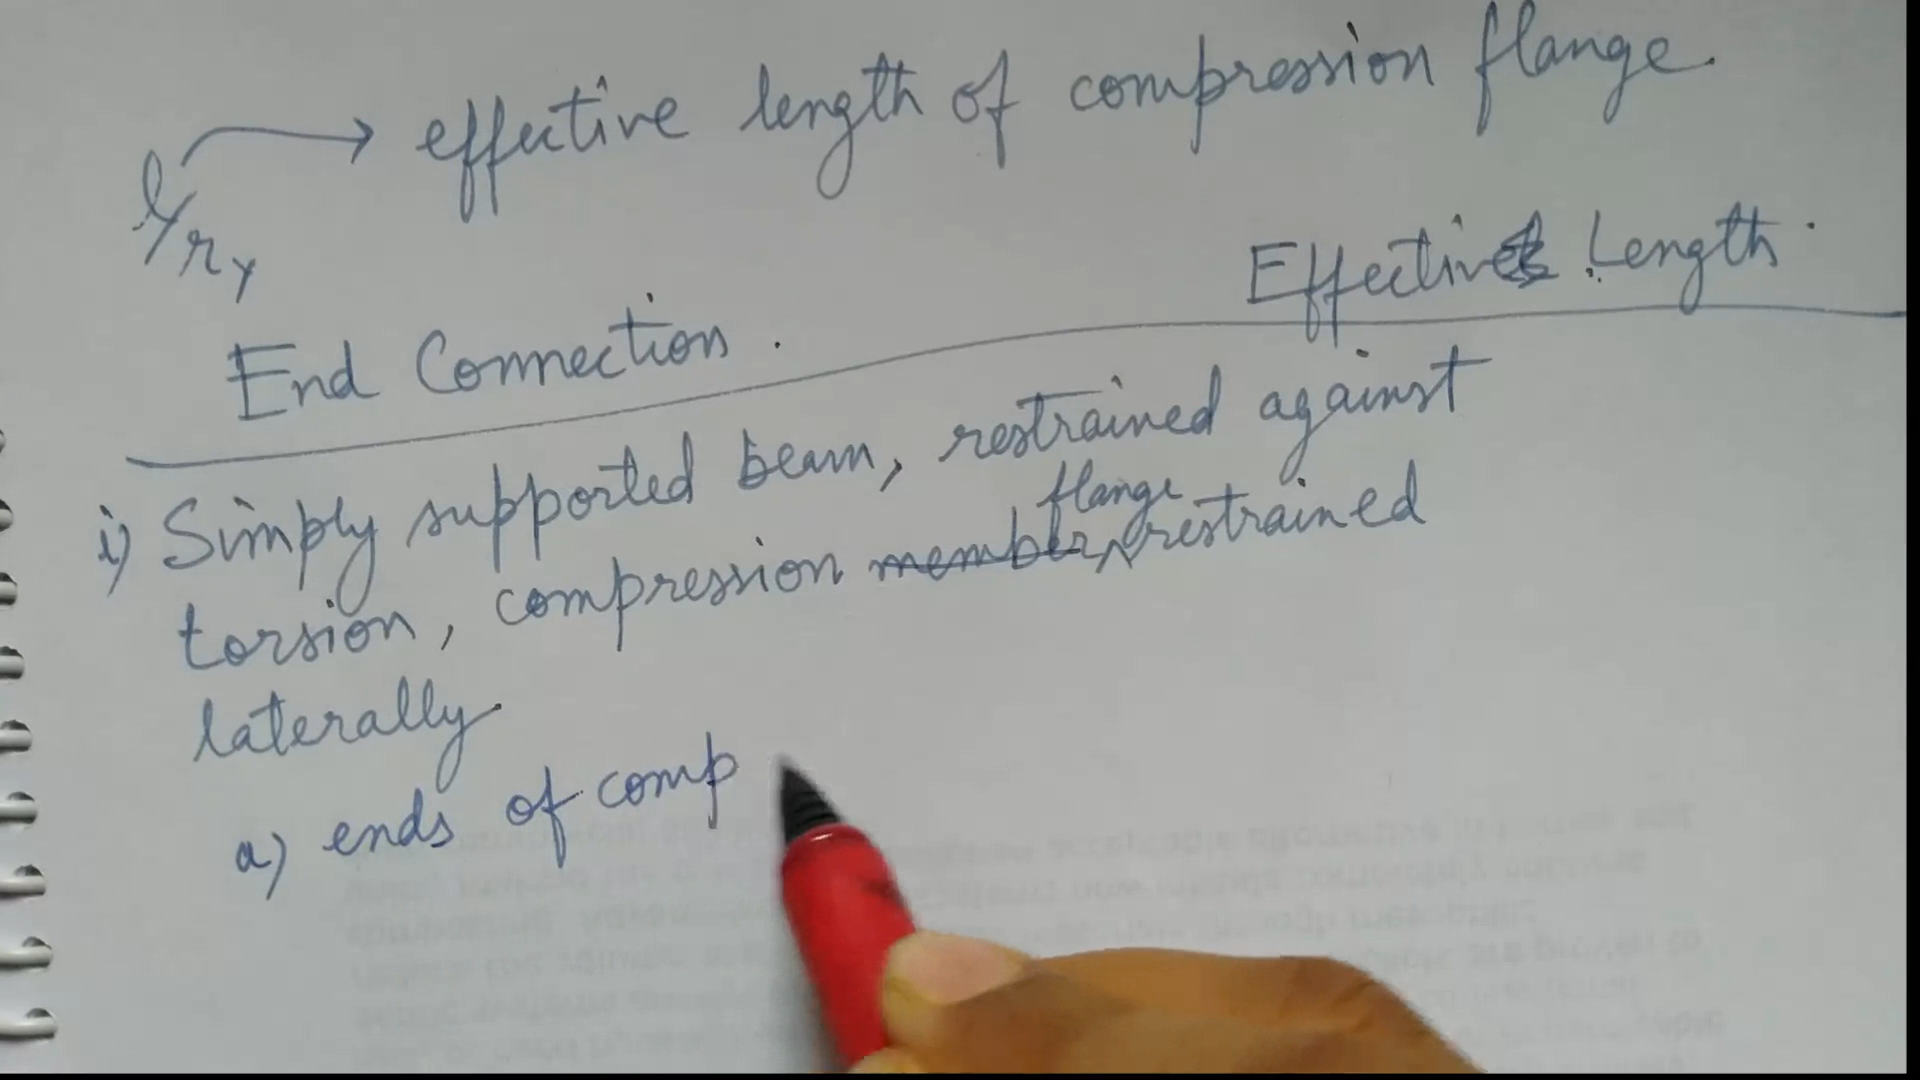 effective length of compression flange.
l/ry
End Connection. Effective Length.
i) Simply supported beam, restrained against
flange
torsion, compression member, restrained
laterally.
a) ends of comp